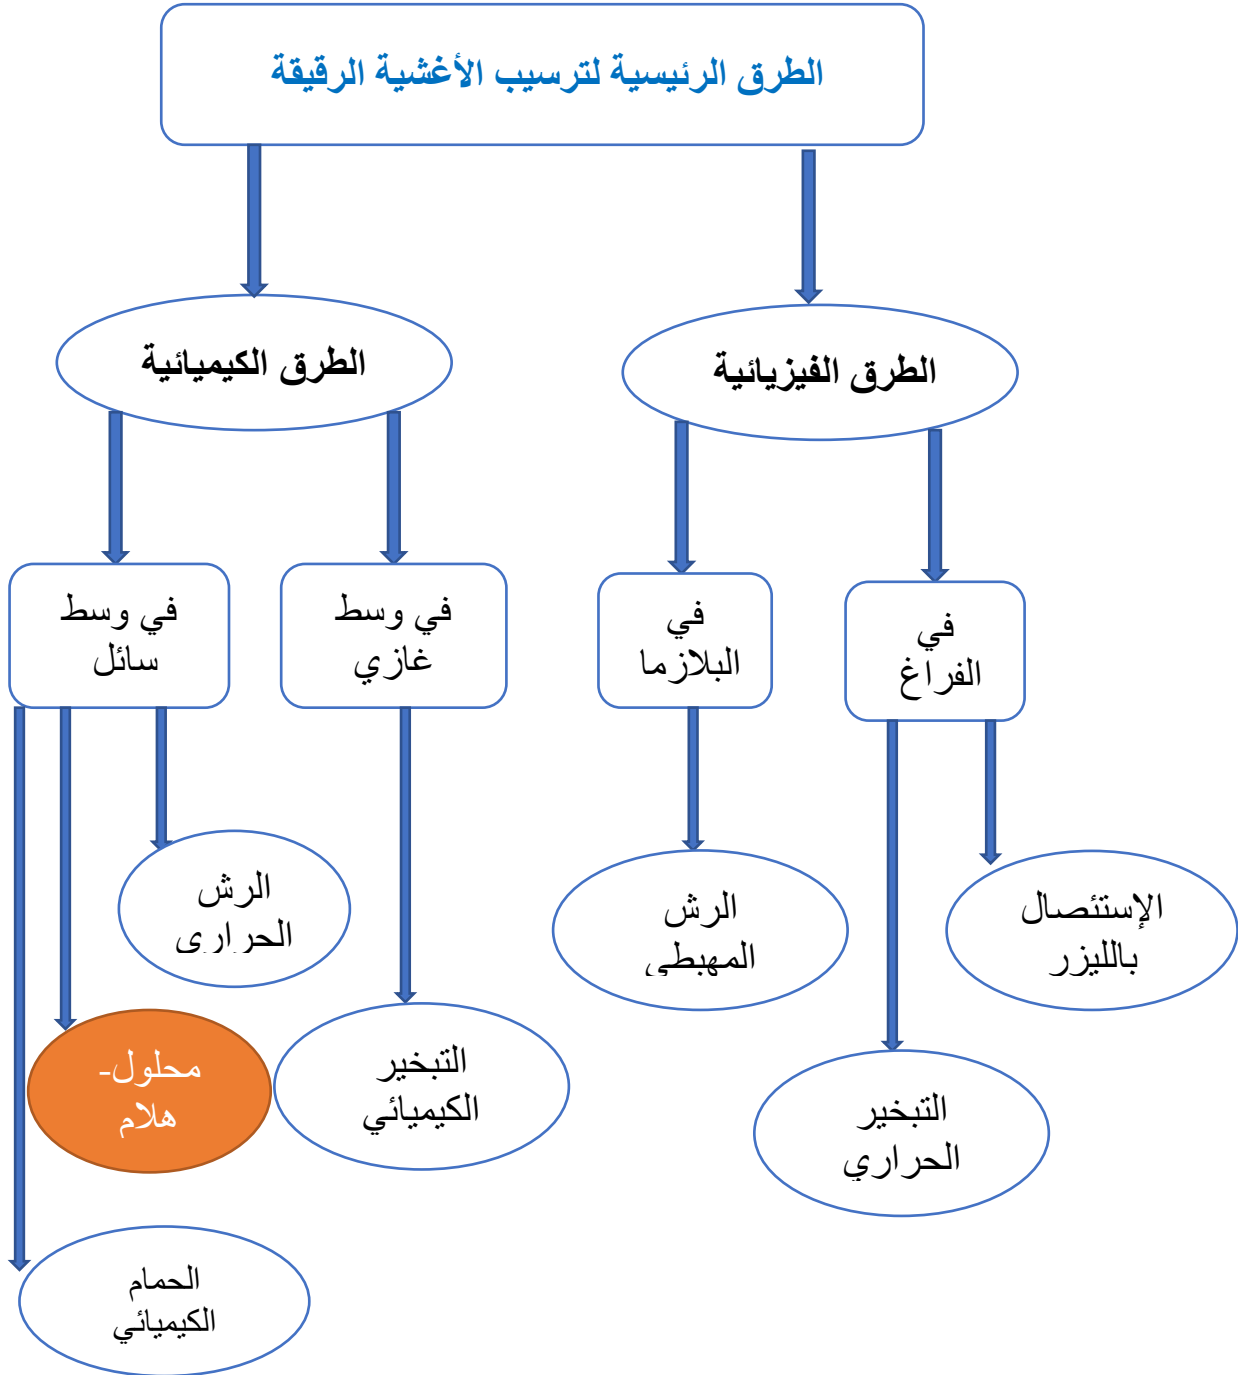 الطرق الرئيسية لترسيب الأغشية الرقيقة
الطرق الفيزيائية
الطرق الكيميائية
في
الفراغ
في
البلازما
في وسط
غازي
في وسط
سائل
الإستئصال
بالليزر
التبخير
الحراري
الرش
المهبطي
التبخير
الكيميائي
الرش
الحراري
محلول-
هلام
الحمام
الكيميائي